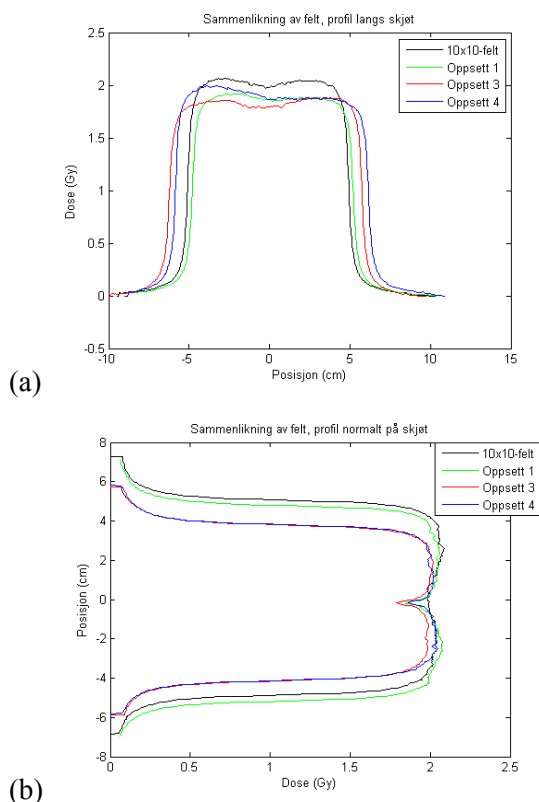 Sammenlikning av felt, profil langs skjøt
2.5
2
1.5
1
0.5
0
-0.5
Dose (Gy)
10x10-felt
Oppsett 1
Oppsett 3
Oppsett 4
-10
-5
0
5
10
15
Posisjon (cm)
(a)
Sammenlikning av felt, profil normalt på skjøt
8
6
4
2
0
-2
-4
-6
-8
Posisjon (cm)
10x10-felt
Oppsett 1
Oppsett 3
Oppsett 4
0
0.5
1
1.5
2
2.5
Dose (Gy)
(b)